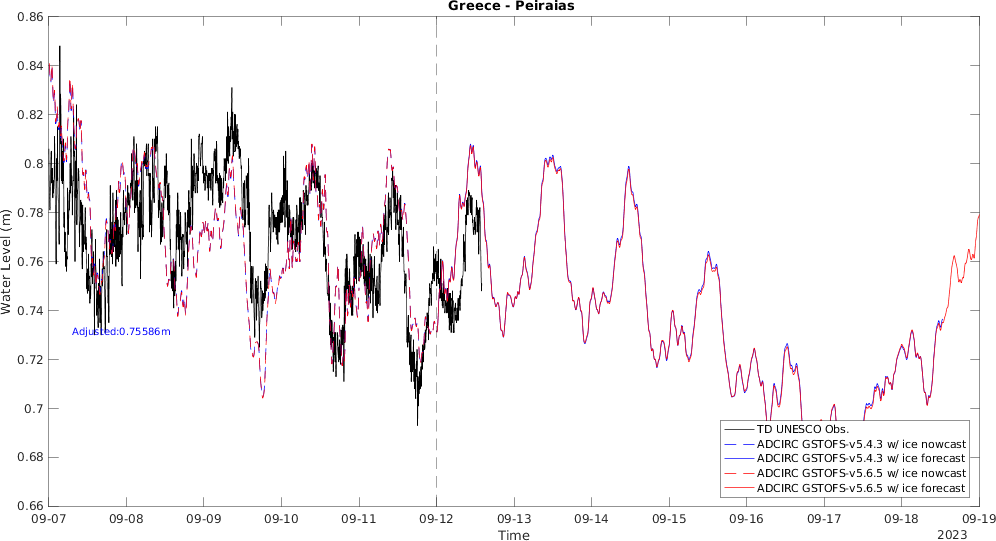 Greece - Peiraias
0.86
0.84
0.82
0.8
0.78
0.76
0.74
0.72
0.7
0.68
0.66
Water Level (m)
Adjusted:0.75586m
TD UNESCO Obs.
ADCIRC GSTOFS-v5.4.3 w/ ice nowcast
ADCIRC GSTOFS-v5.4.3 w/ ice forecast
ADCIRC GSTOFS-v5.6.5 w/ ice nowcast
ADCIRC GSTOFS-v5.6.5 w/ ice forecast
09-07 09-08 09-09 09-10 09-11 09-12 09-13 09-14 09-15 09-16 09-17 09-18 09-19
Time
2023